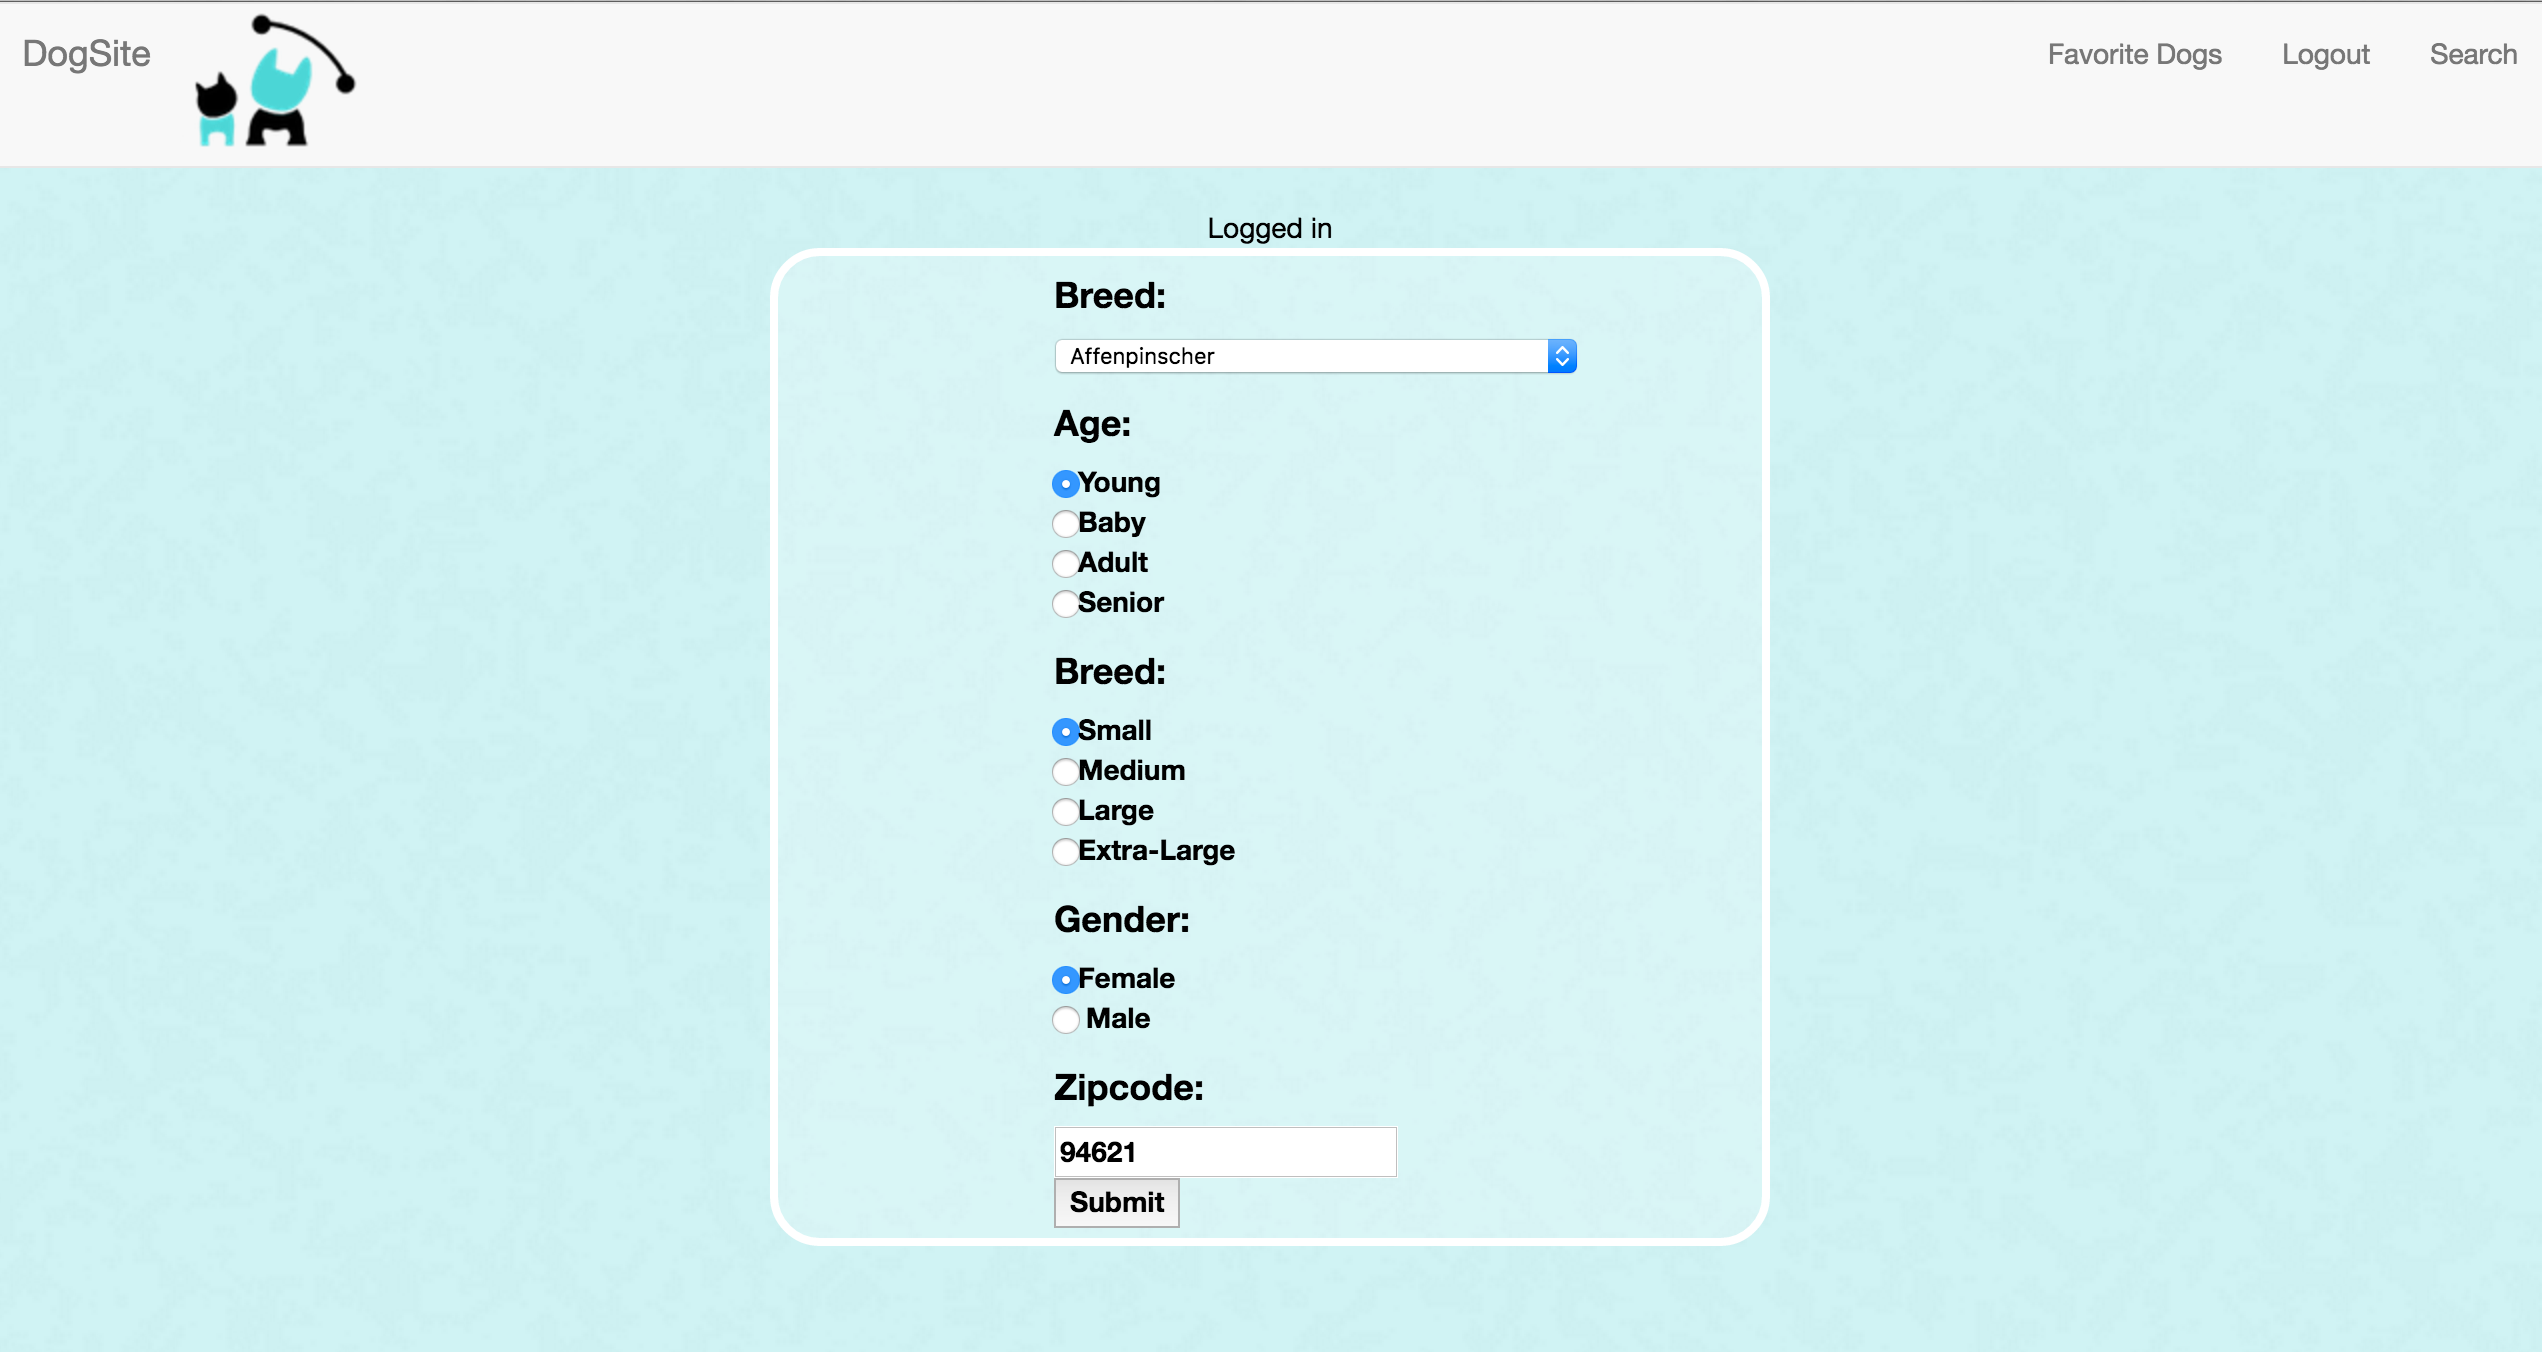 DogSite
Favorite Dogs Logout Search
Logged in
Breed:
Affenpinscher
Age:
Young
Baby
Adult
Senior
Breed:
Small
Medium
Large
Extra-Large
Gender:
Female
Male
Zipcode:
94621
Submit